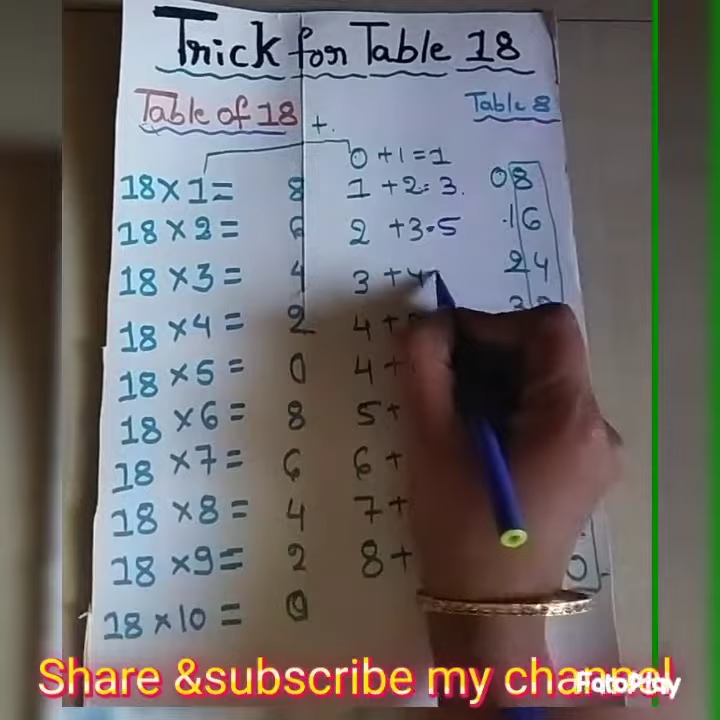 Trick for Table 18
Table of 18 + Table 8
0 + 1 = 1
18 × 1 = 8 1 + 2 = 3. 08
18 × 2 = 6 2 + 3 = 5 16
18 × 3 = 4 3 + 4 24
18 × 4 = 2 4 +
18 × 5 = 0 4 +
18 × 6 = 8 5 +
18 × 7 = 6 6 +
18 × 8 = 4 7 +
18 × 9 = 2 8 + 0
18 × 10 = 0
Share &subscribe my channel
FotoPlay